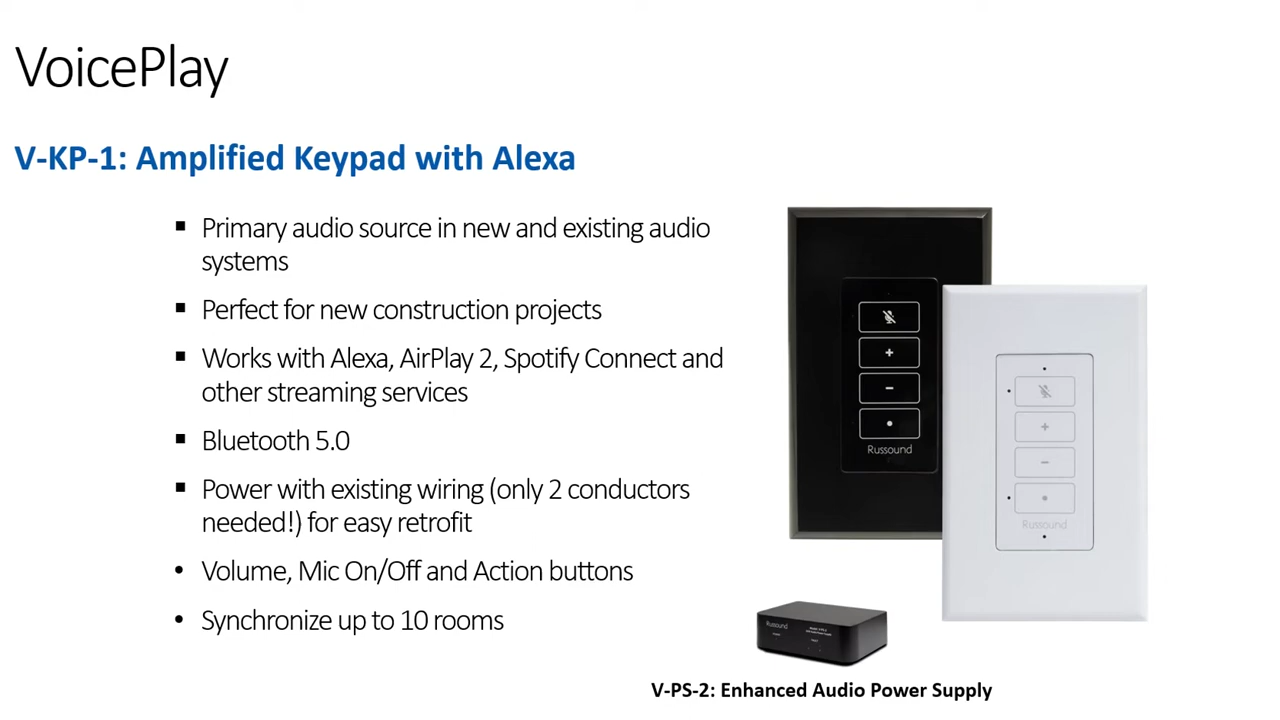 VoicePlay
V-KP-1: Amplified Keypad with Alexa
▪ Primary audio source in new and existing audio
systems
▪ Perfect for new construction projects
▪ Works with Alexa, AirPlay 2, Spotify Connect and
other streaming services
▪ Bluetooth 5.0
▪ Power with existing wiring (only 2 conductors
needed!) for easy retrofit
• Volume, Mic On/Off and Action buttons
• Synchronize up to 10 rooms
Russound
Russound
Russound
V-PS-2: Enhanced Audio Power Supply